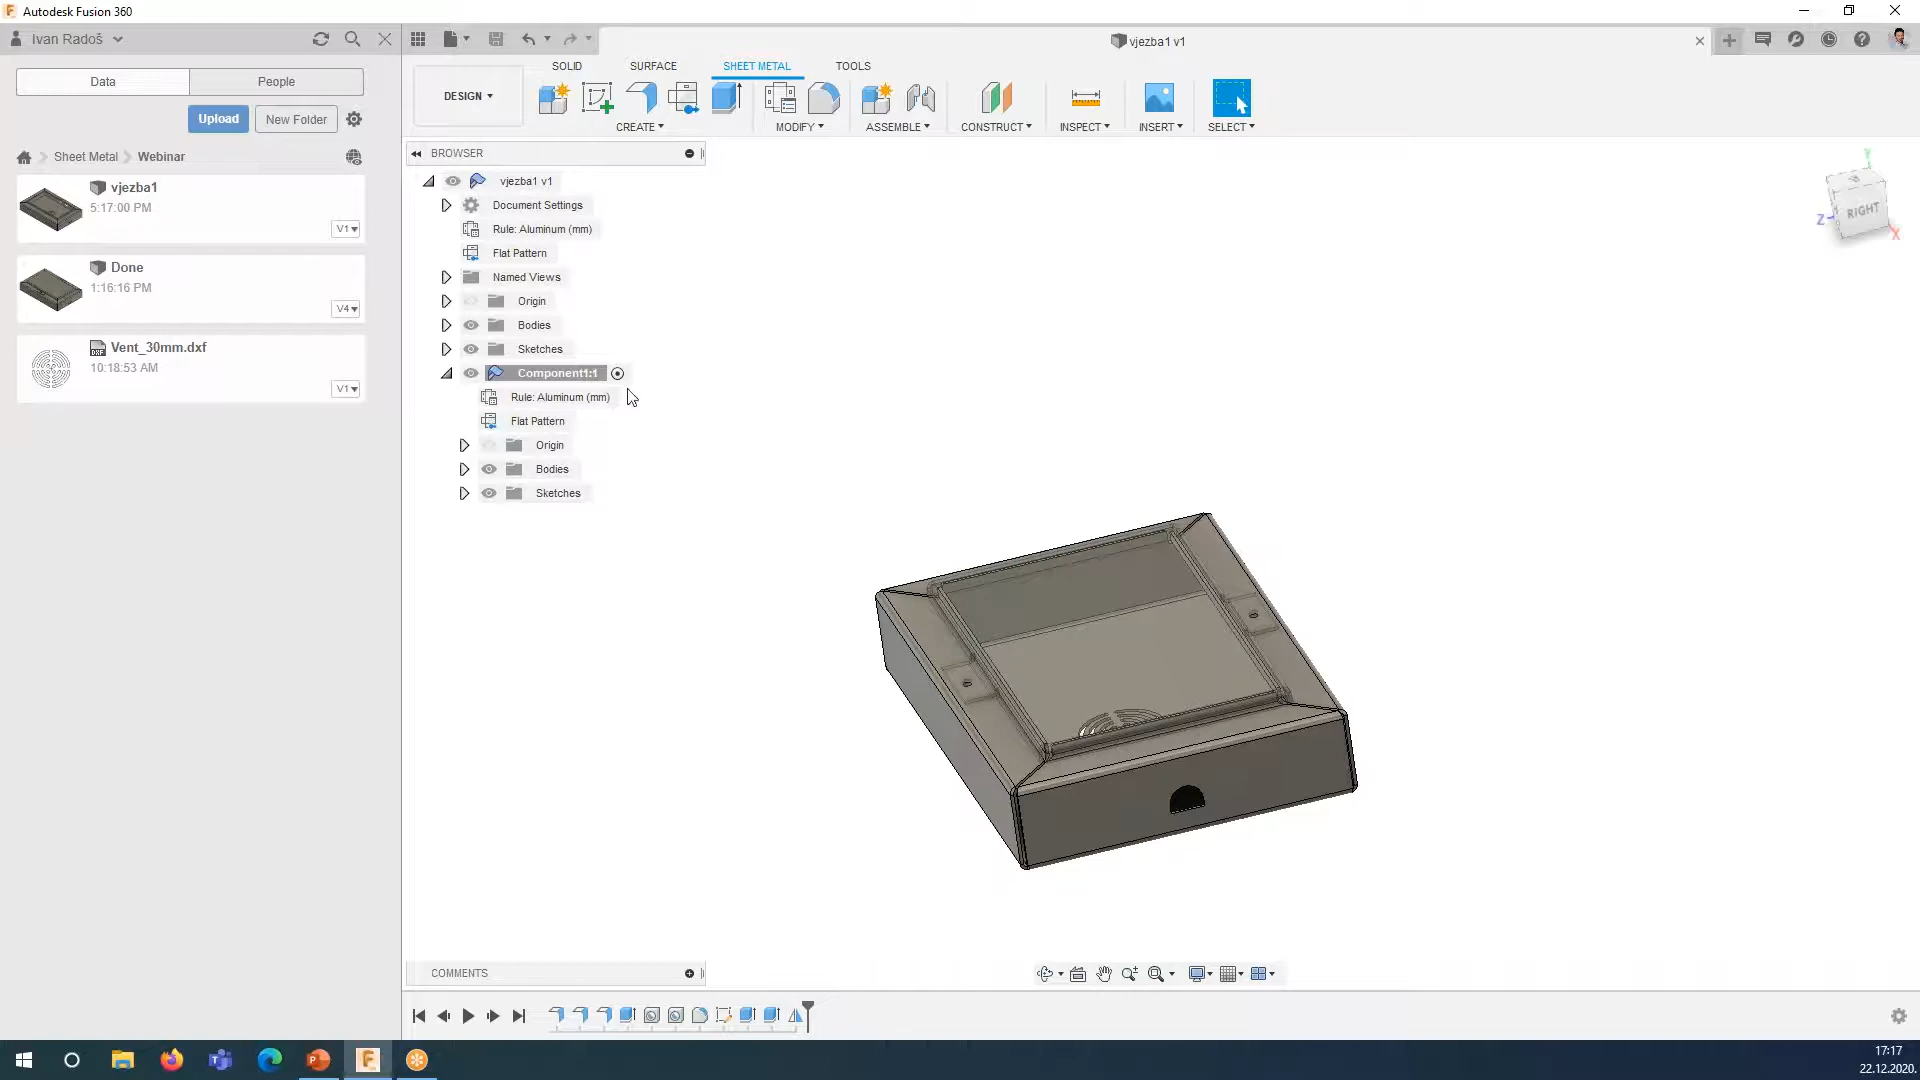 Autodesk Fusion 360
Ivan Radoš
vjezba1 v1
Data
People
Upload
New Folder
Sheet Metal
Webinar
vjezba1
5:17:00 PM
V1
Done
1:16:16 PM
V4
DXF
Vent_30mm.dxf
10:18:53 AM
V1
DESIGN
SOLID
SURFACE
SHEET METAL
TOOLS
CREATE
MODIFY
ASSEMBLE
CONSTRUCT
INSPECT
INSERT
SELECT
BROWSER
vjezba1 v1
Document Settings
Rule: Aluminum (mm)
Flat Pattern
Named Views
Origin
Bodies
Sketches
Component1:1
Rule: Aluminum (mm)
Flat Pattern
Origin
Bodies
Sketches
Y
RIGHT
Z
X
COMMENTS
17:17
22.12.2020.